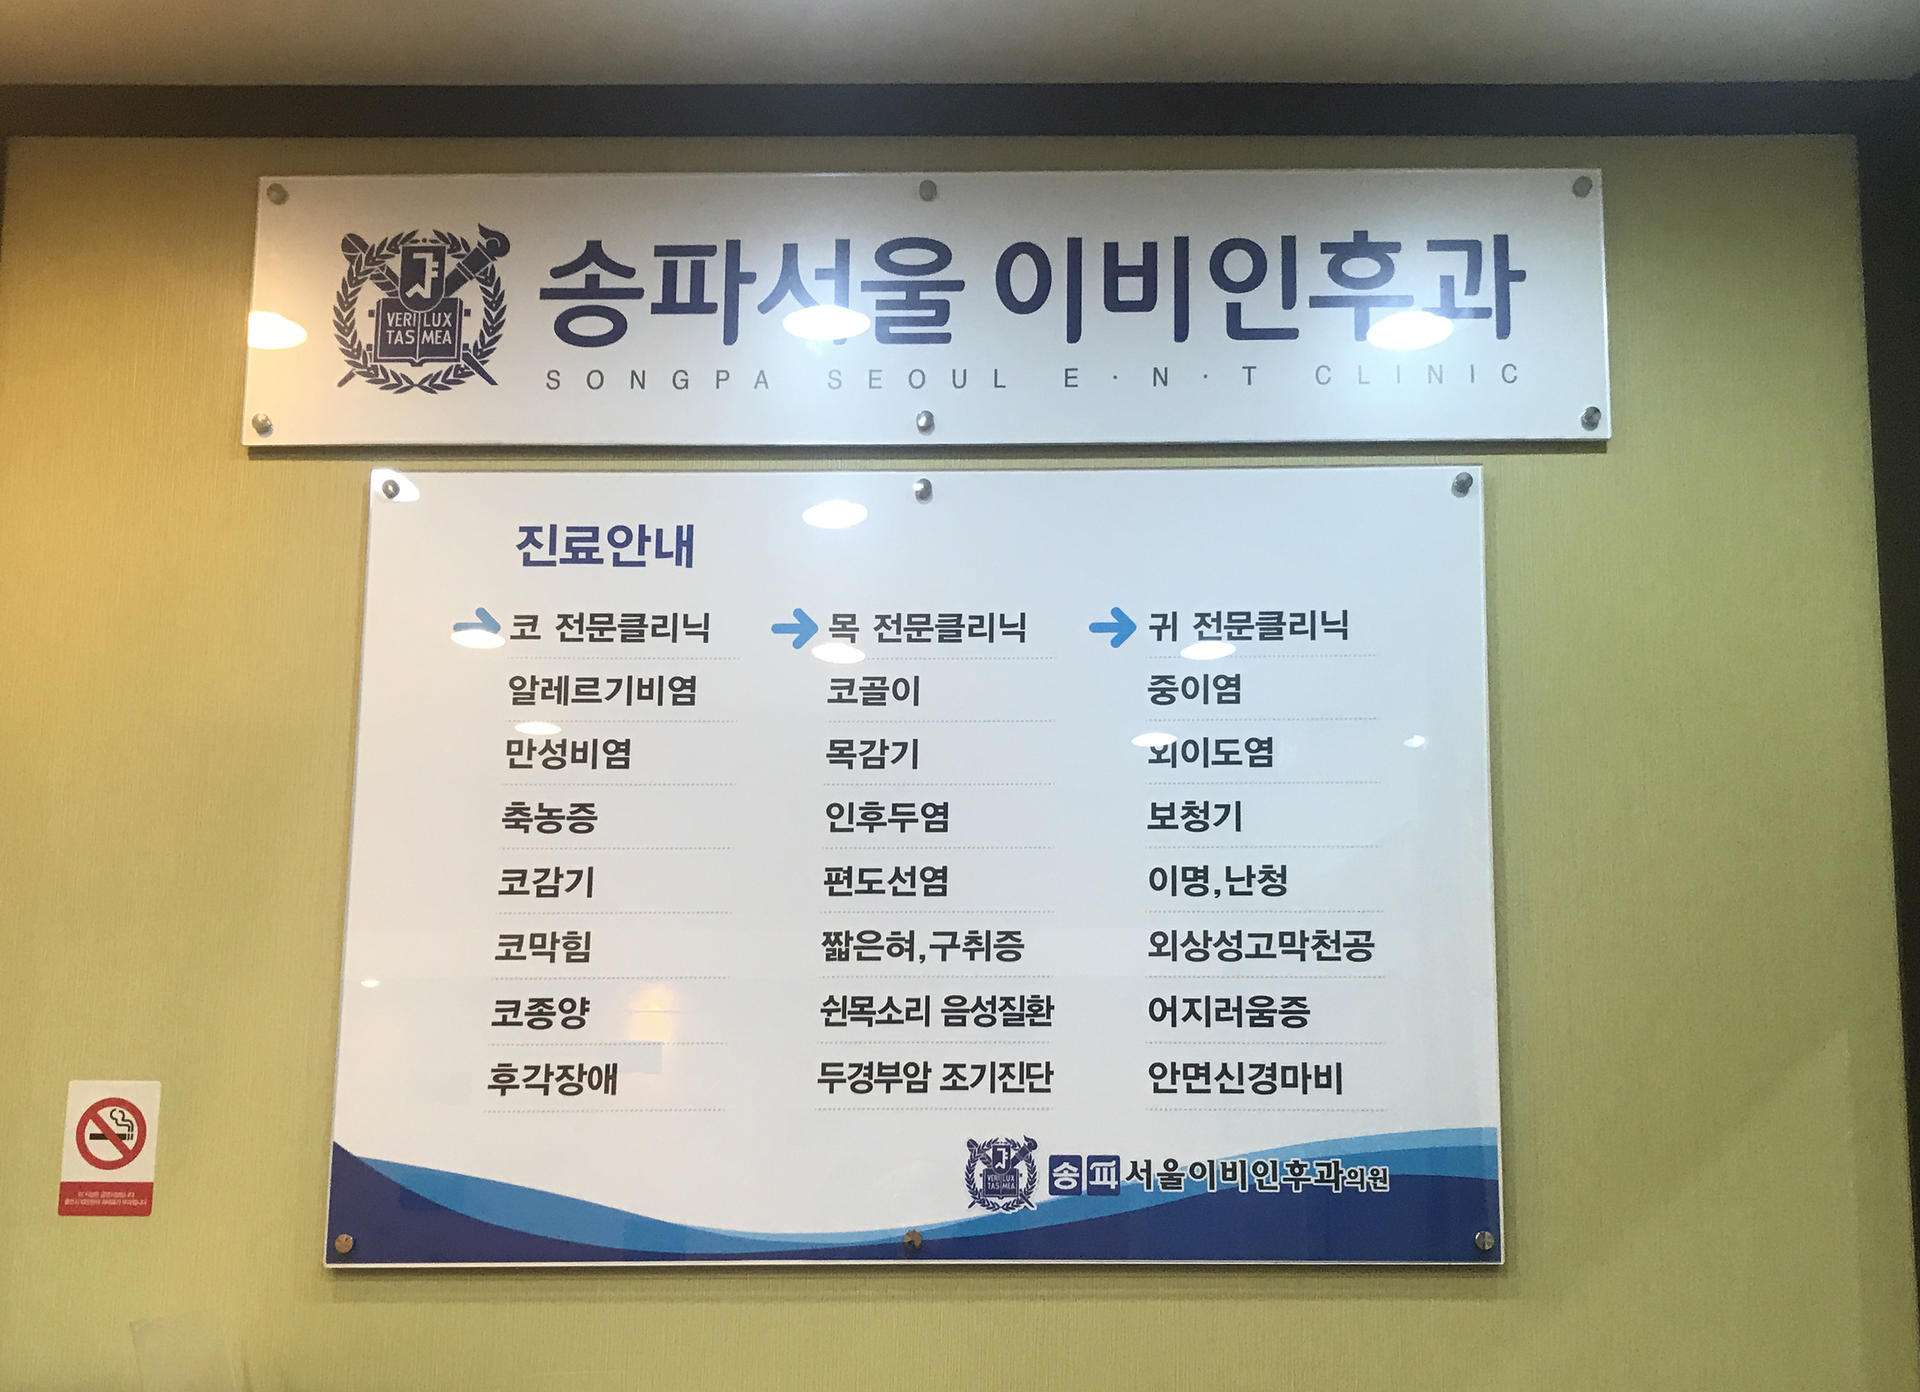 송파서울 이비인후과
VERI LUX
TAS MEA
SONGPA SEOUL E·N·T CLINIC
진료안내
코 전문클리닉
알레르기비염
만성비염
축농증
코감기
코막힘
코종양
후각장애
목 전문클리닉
코골이
목감기
인후두염
편도선염
짧은혀,구취증
쉰목소리 음성질환
두경부암 조기진단
귀 전문클리닉
중이염
외이도염
보청기
이명,난청
외상성고막천공
어지러움증
안면신경마비
VERI LUX
TAS MEA
송파서울이비인후과의원